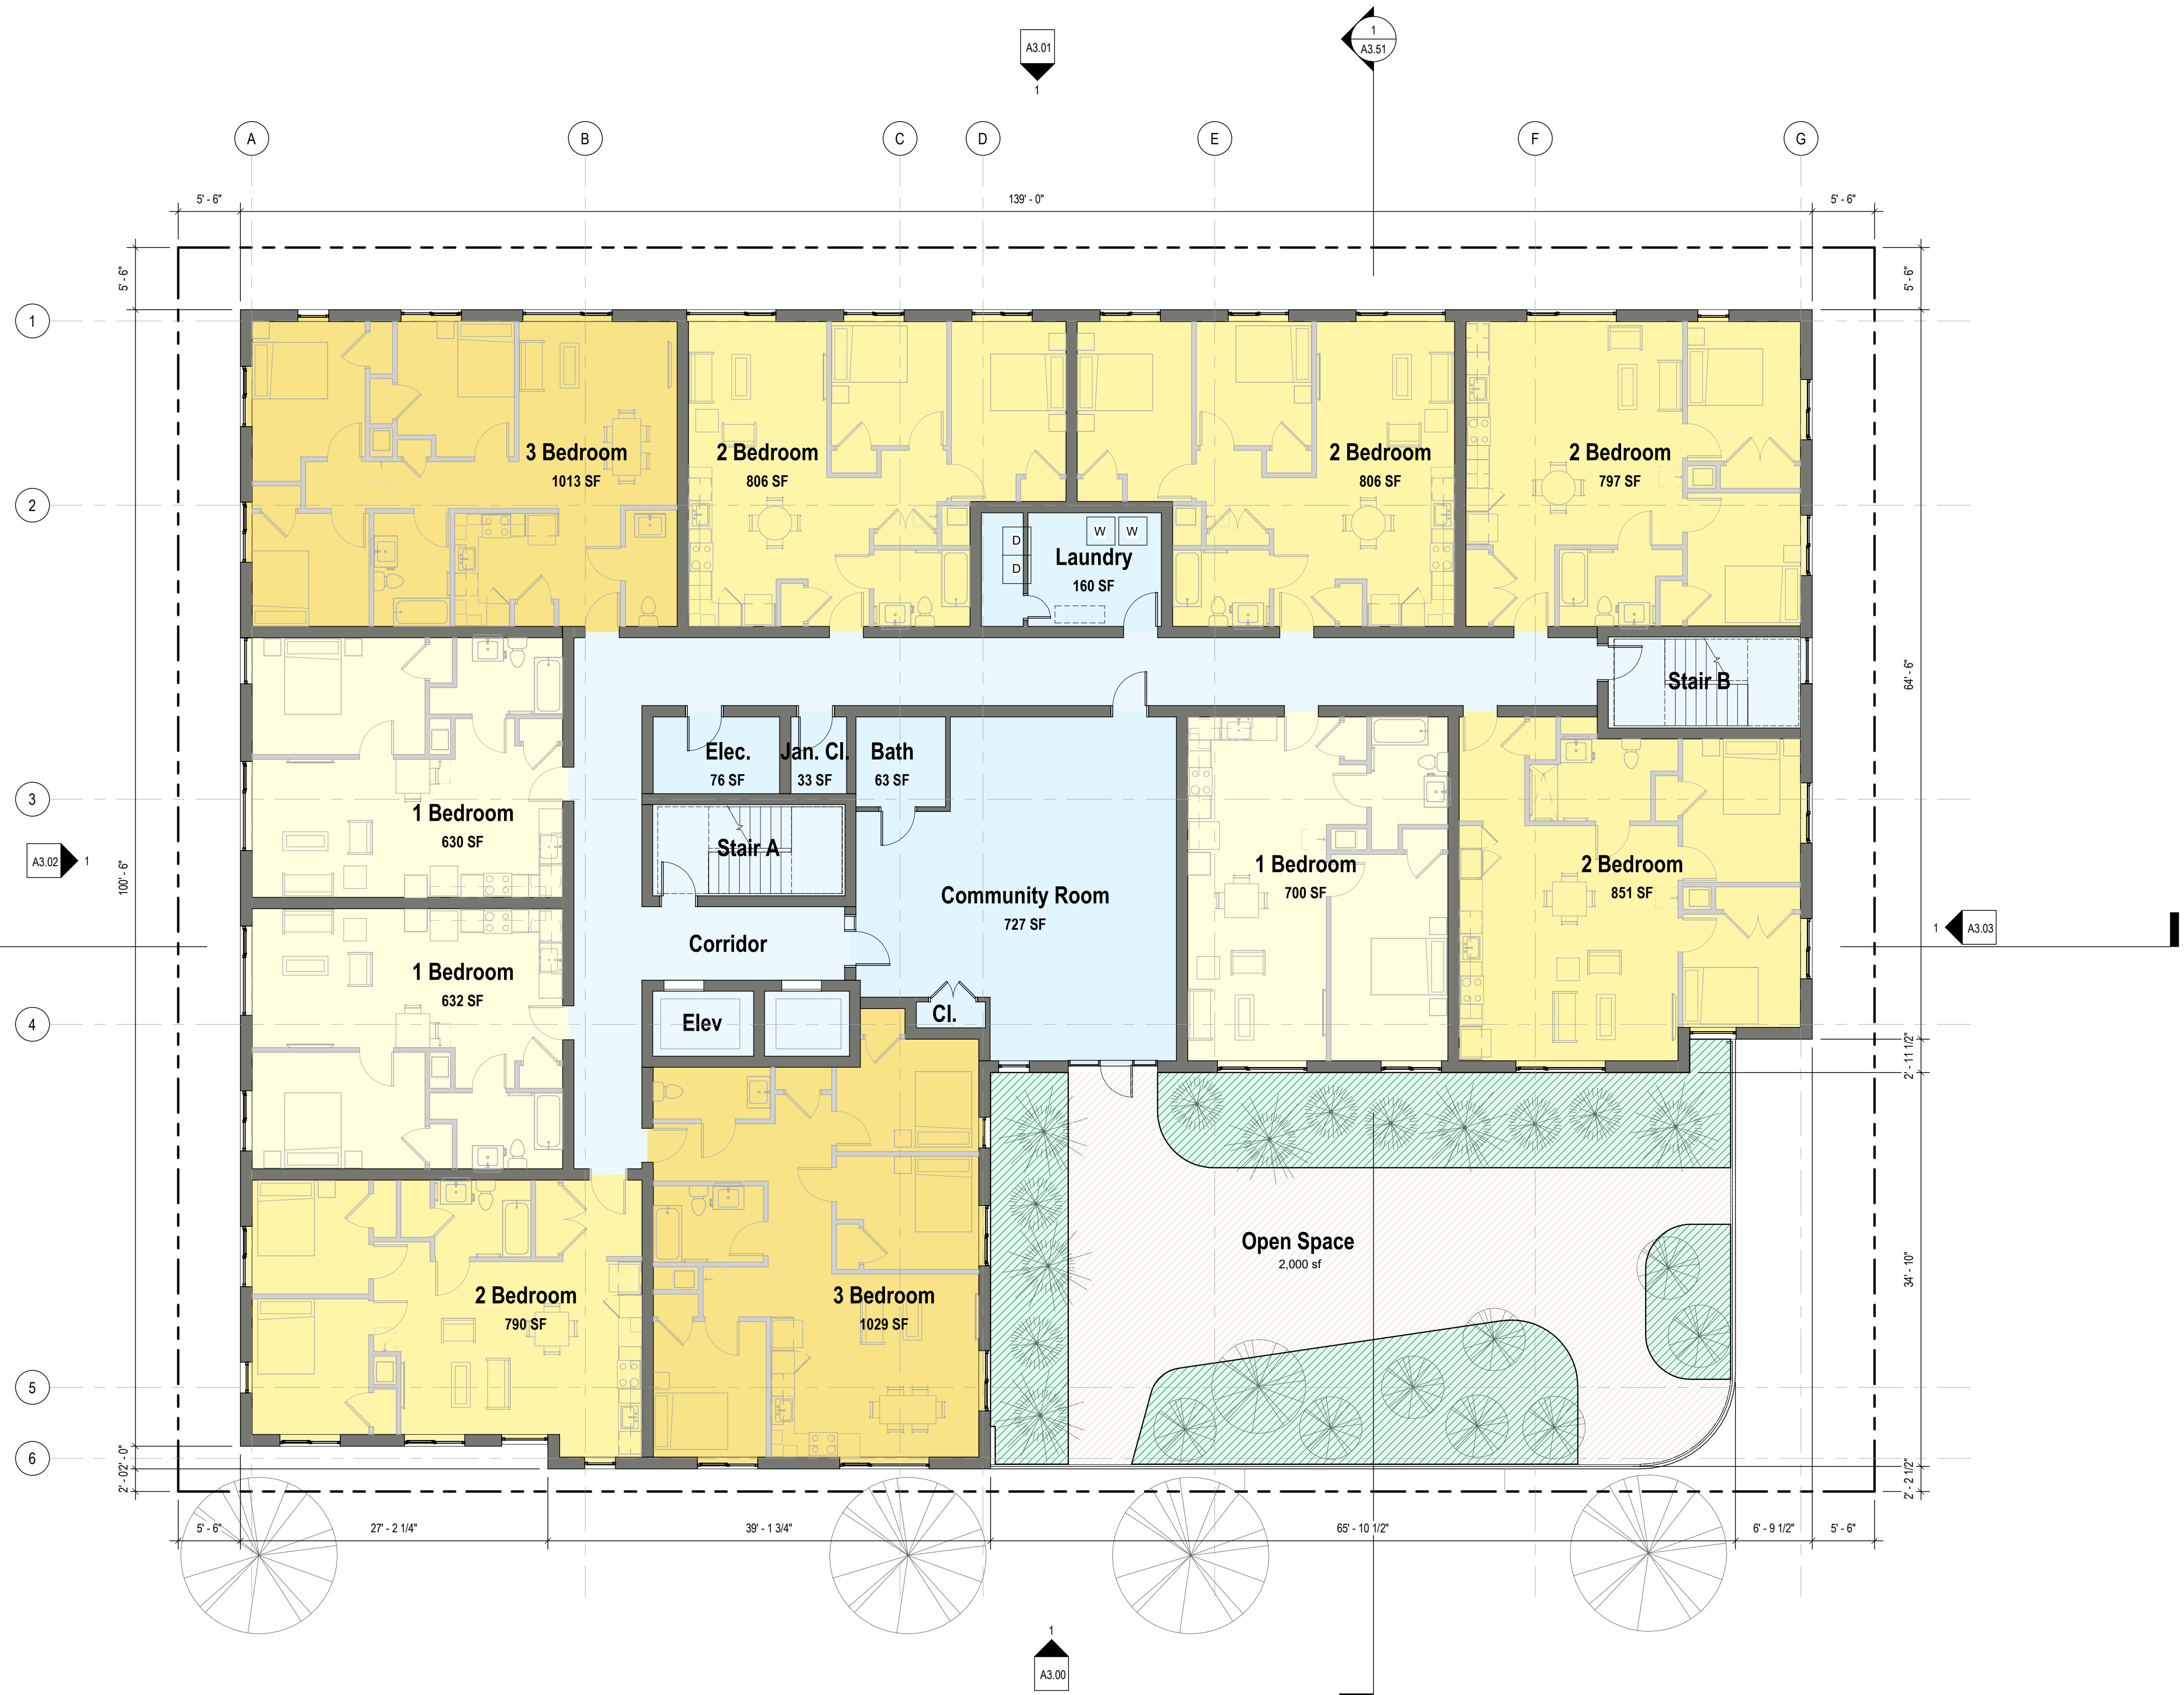 1
A3.51
A3.01
1
A
B
C
D
E
F
G
5' - 6"
139' - 0"
5' - 6"
5' - 6"
5' - 6"
1
3 Bedroom
1013 SF
2 Bedroom
806 SF
2 Bedroom
806 SF
2 Bedroom
797 SF
2
D
D
W
W
Laundry
160 SF
64' - 6"
Stair B
Elec.
76 SF
Jan. Cl.
33 SF
Bath
63 SF
3
1 Bedroom
630 SF
Stair A
A3.02
1
100' - 6"
Community Room
727 SF
1 Bedroom
700 SF
2 Bedroom
851 SF
1
A3.03
Corridor
1 Bedroom
632 SF
4
Elev
Cl.
2' - 11 1/2"
Open Space
2,000 sf
34' - 10"
2 Bedroom
790 SF
3 Bedroom
1029 SF
5
6
2' - 0"
2' - 0"
2' - 2 1/2"
5' - 6"
27' - 2 1/4"
39' - 1 3/4"
65' - 10 1/2"
6' - 9 1/2"
5' - 6"
1
A3.00